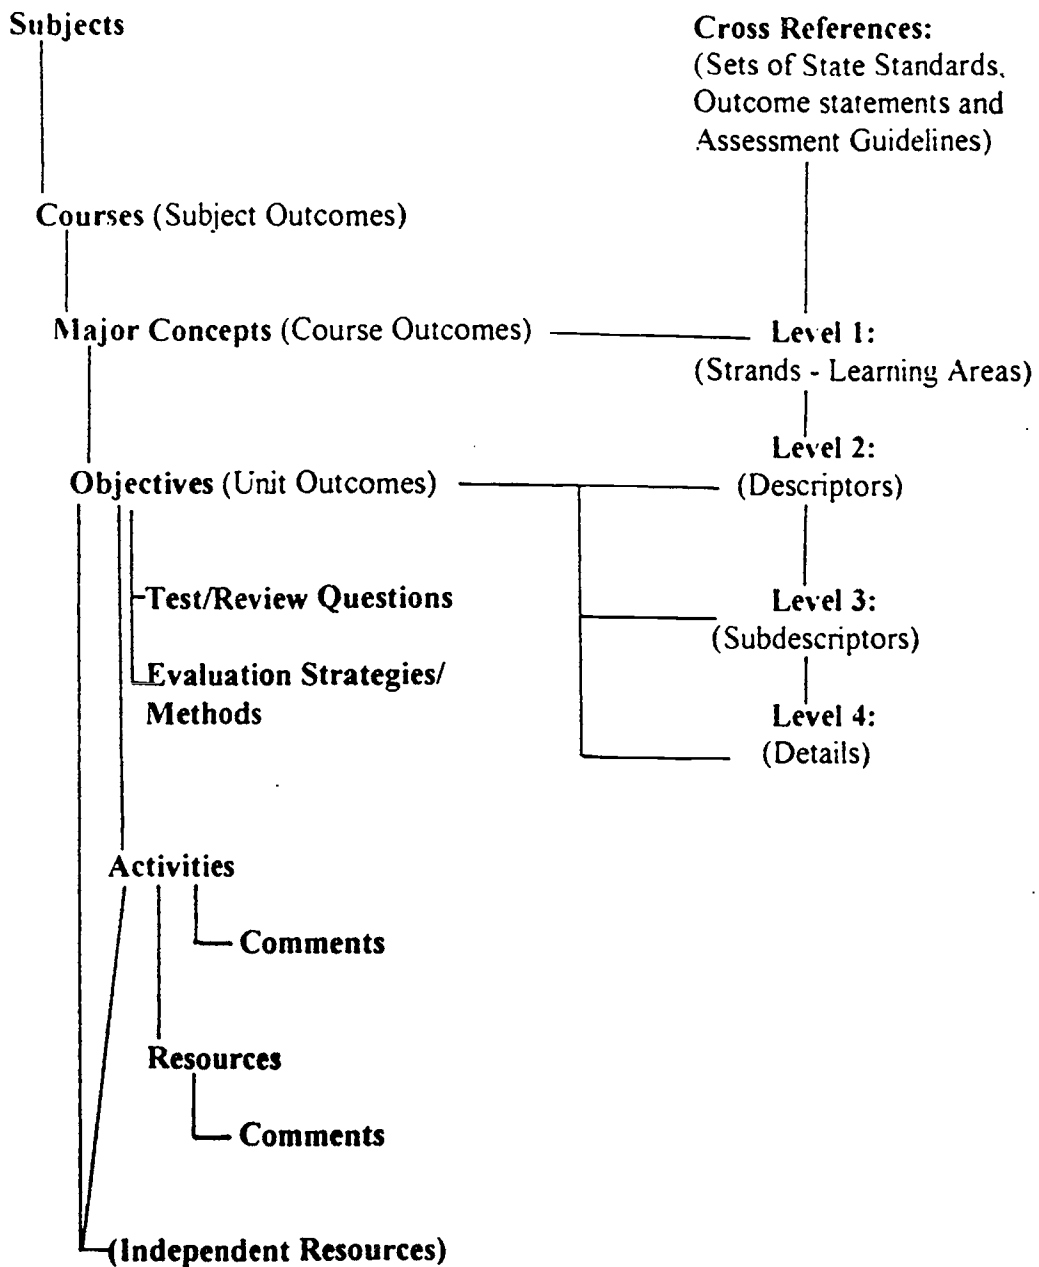 Subjects
Cross References:
(Sets of State Standards,
Outcome statements and
Assessment Guidelines)
Courses (Subject Outcomes)
Major Concepts (Course Outcomes)
Level 1:
(Strands - Learning Areas)
Level 2:
(Descriptors)
Objectives (Unit Outcomes)
Test/Review Questions
Evaluation Strategies/
Methods
Level 3:
(Subdescriptors)
Level 4:
(Details)
Activities
Comments
Resources
Comments
(Independent Resources)